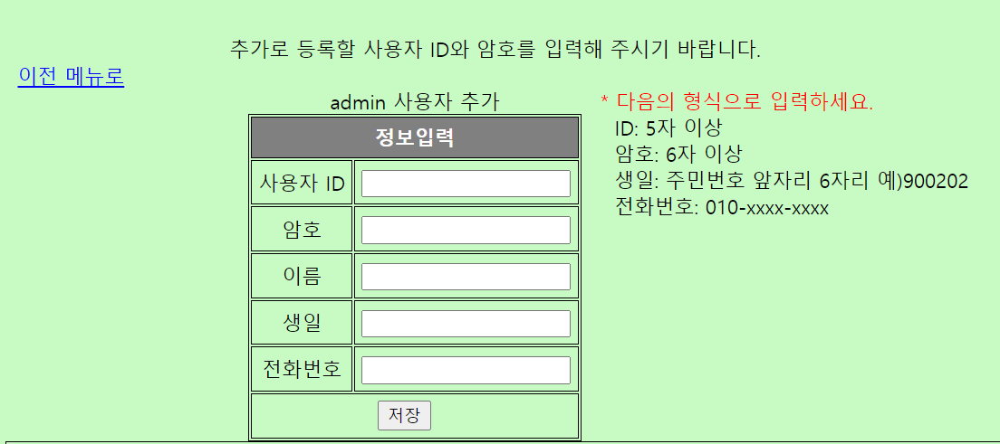 추가로 등록할 사용자 ID와 암호를 입력해 주시기 바랍니다.
이전 메뉴로
admin 사용자 추가
정보입력
사용자 ID
암호
이름
생일
전화번호
저장
* 다음의 형식으로 입력하세요.
ID: 5자 이상
암호: 6자 이상
생일: 주민번호 앞자리 6자리 예)900202
전화번호: 010-xxxx-xxxx